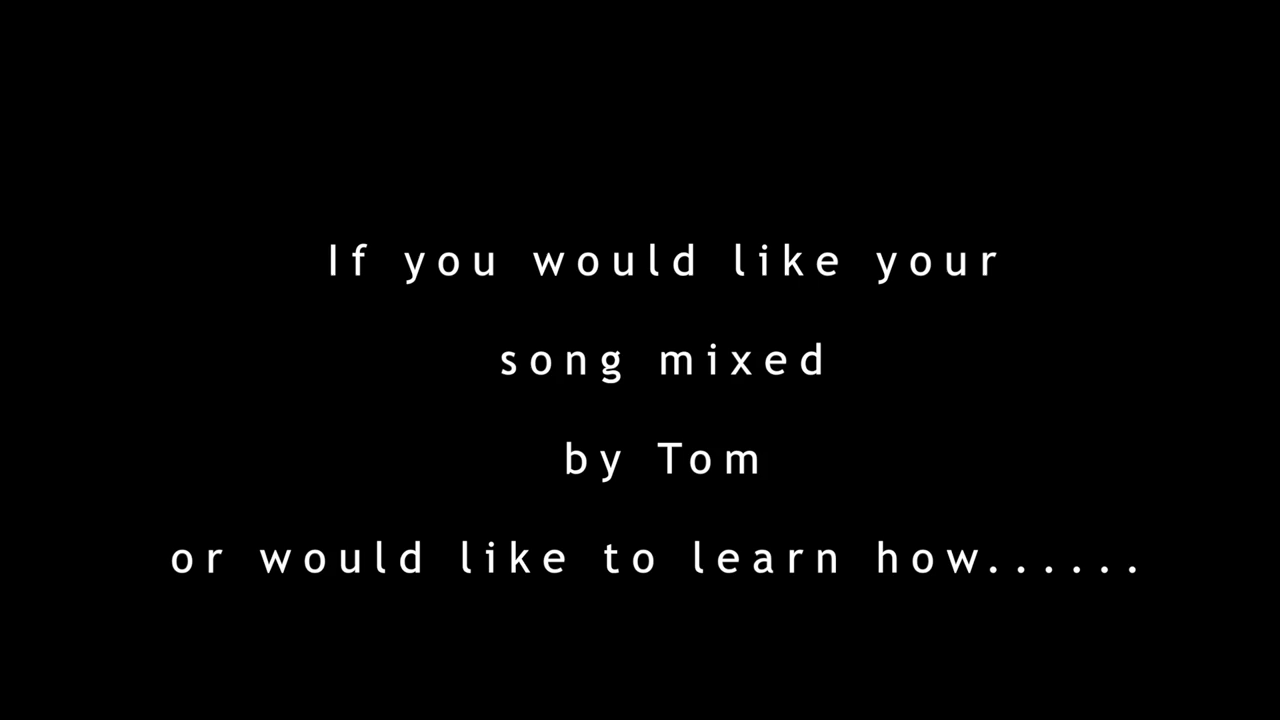 If you would like your
song mixed
by Tom
or would like to learn how......